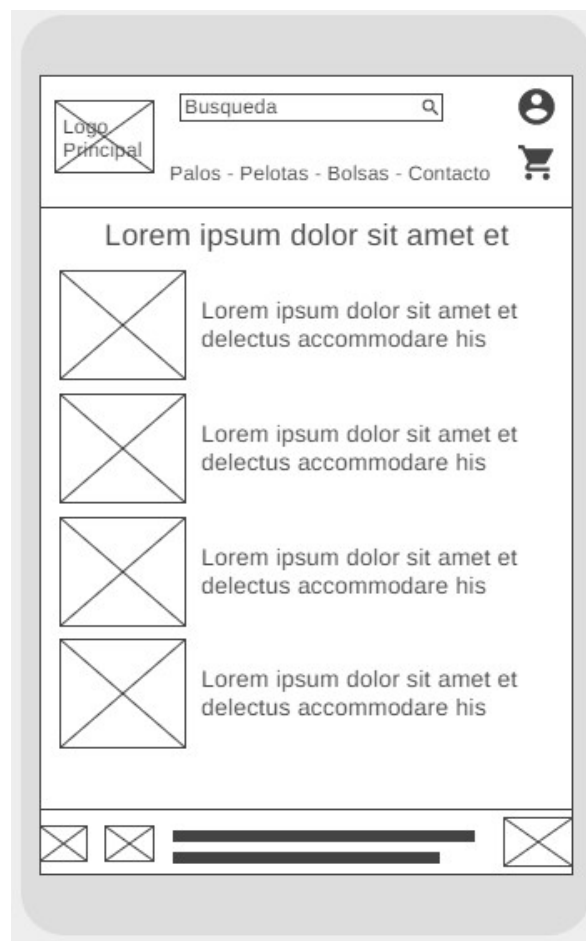 Logo
Principal
Busqueda
Palos - Pelotas - Bolsas - Contacto
Lorem ipsum dolor sit amet et
Lorem ipsum dolor sit amet et
delectus accommodare his
Lorem ipsum dolor sit amet et
delectus accommodare his
Lorem ipsum dolor sit amet et
delectus accommodare his
Lorem ipsum dolor sit amet et
delectus accommodare his